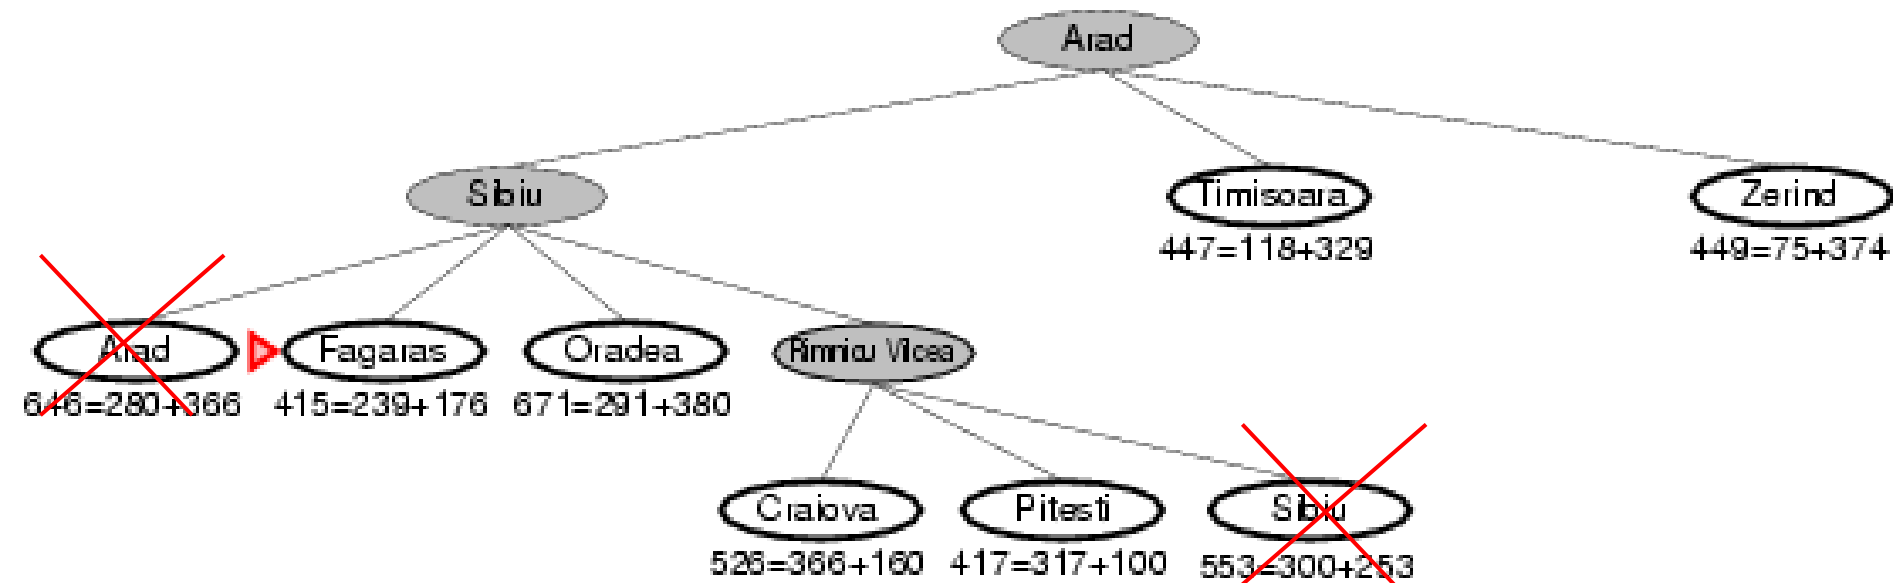 Arad
Sibiu
Timisoara
Zerind
447=118+329
449=75+374
Arad
Fagaras
Oradea
Rimnicu Vilcea
646=280+366
415=239+176
671=291+380
Craiova
Pitesti
Sibiu
526=366+160
417=317+100
553=300+253